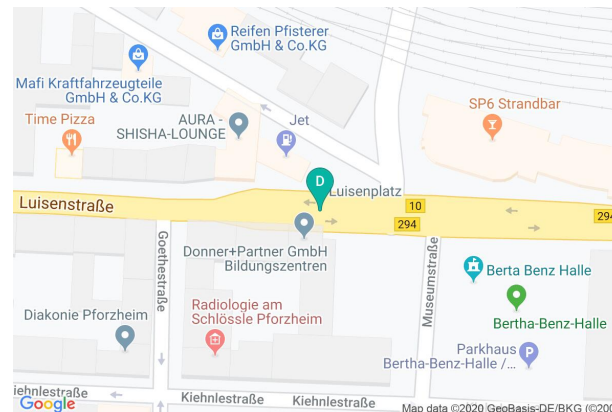 Reifen Pfisterer
GmbH & Co.KG
Mafi Kraftfahrzeugteile
GmbH & Co.KG
SP6 Strandbar
AURA -
SHISHA-LOUNGE
Jet
Time Pizza
D
Luisenplatz
Luisenstraße
10
294
294
Goethestraße
Donner+Partner GmbH
Bildungszentren
Museumstraße
Berta Benz Halle
Radiologie am
Schlössle Pforzheim
Bertha-Benz-Halle
Diakonie Pforzheim
P
Parkhaus
Bertha-Benz-Halle /...
Kiehnlestraße
Kiehnlestraße
Kiehnlestraße
Google
Map data ©2020 GeoBasis-DE/BKG (©200